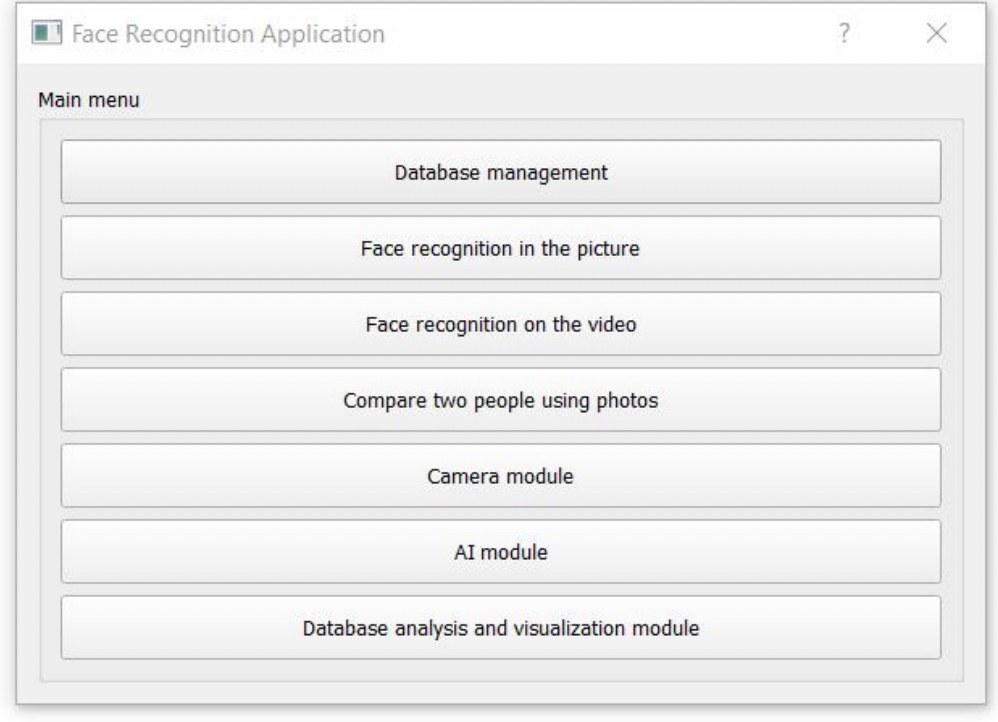 Face Recognition Application ?
Main menu
Database management
Face recognition in the picture
Face recognition on the video
Compare two people using photos
Camera module
AI module
Database analysis and visualization module